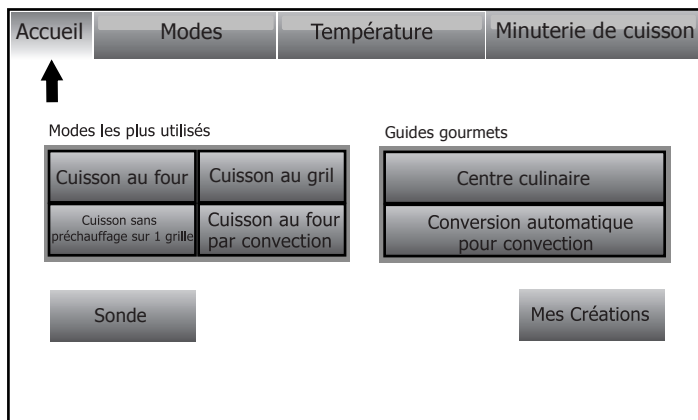 Accueil
Modes
Température
Minuterie de cuisson
Modes les plus utilisés
Guides gourmets
Cuisson au four
Cuisson au gril
Centre culinaire
Cuisson sans
préchauffage sur 1 grille
Cuisson au four
par convection
Conversion automatique
pour convection
Sonde
Mes Créations